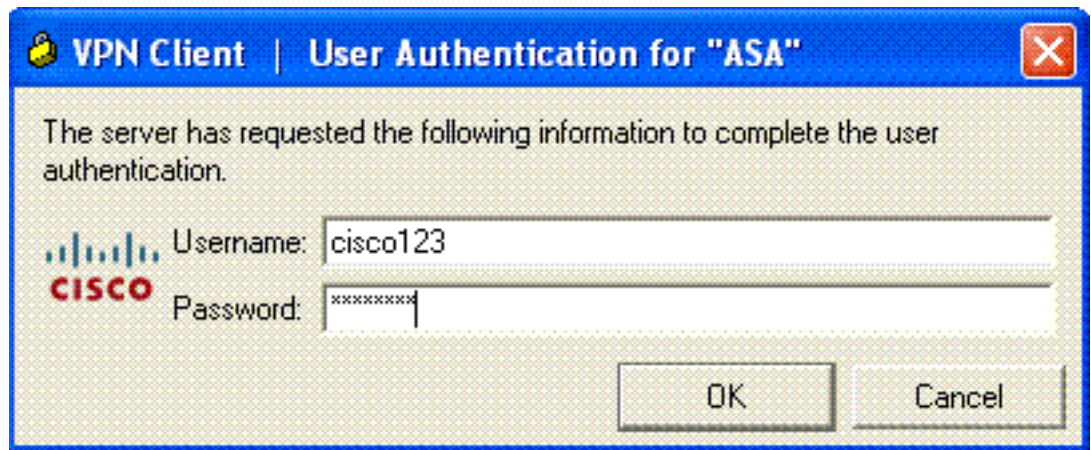 VPN Client | User Authentication for "ASA"
The server has requested the following information to complete the user
authentication.
Username: cisco123
CISCO
Password: ********
OK Cancel